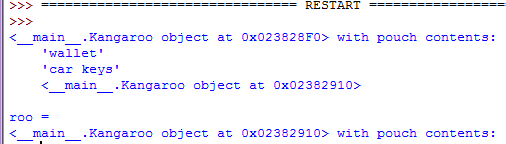 >>> ================================ RESTART ================
>>>
<__main__.Kangaroo object at 0x023828F0> with pouch contents:
    'wallet'
    'car keys'
    <__main__.Kangaroo object at 0x02382910>

roo =
<__main__.Kangaroo object at 0x02382910> with pouch contents: